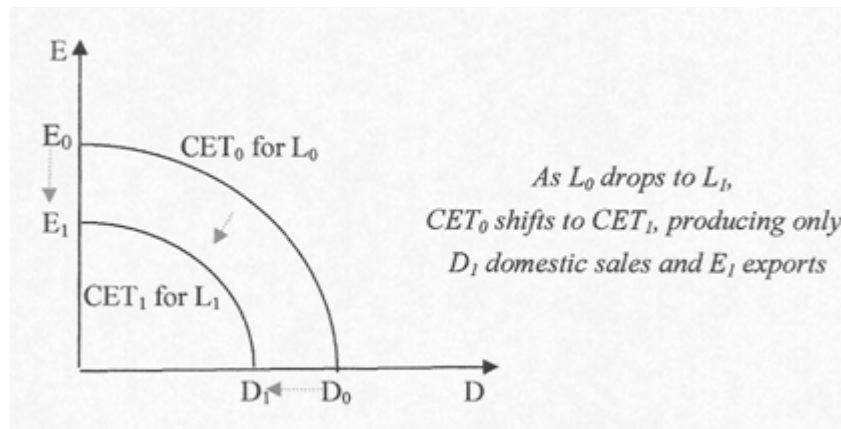 E
E₀
CET₀ for L₀
E₁
CET₁ for L₁
D₁
D₀
D
As L₀ drops to L₁,
CET₀ shifts to CET₁, producing only
D₁ domestic sales and E₁ exports